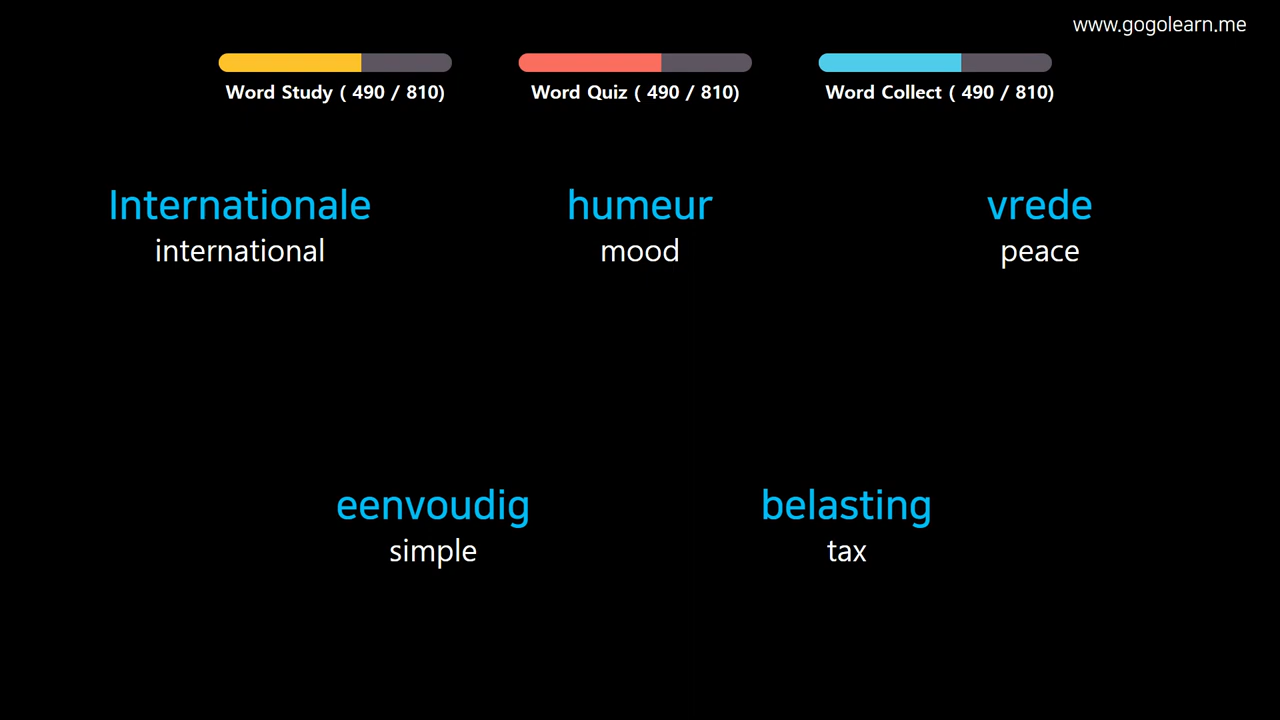 www.gogolearn.me
Word Study ( 490 / 810)
Word Quiz ( 490 / 810)
Word Collect ( 490 / 810)
Internationale
international
humeur
mood
vrede
peace
eenvoudig
simple
belasting
tax